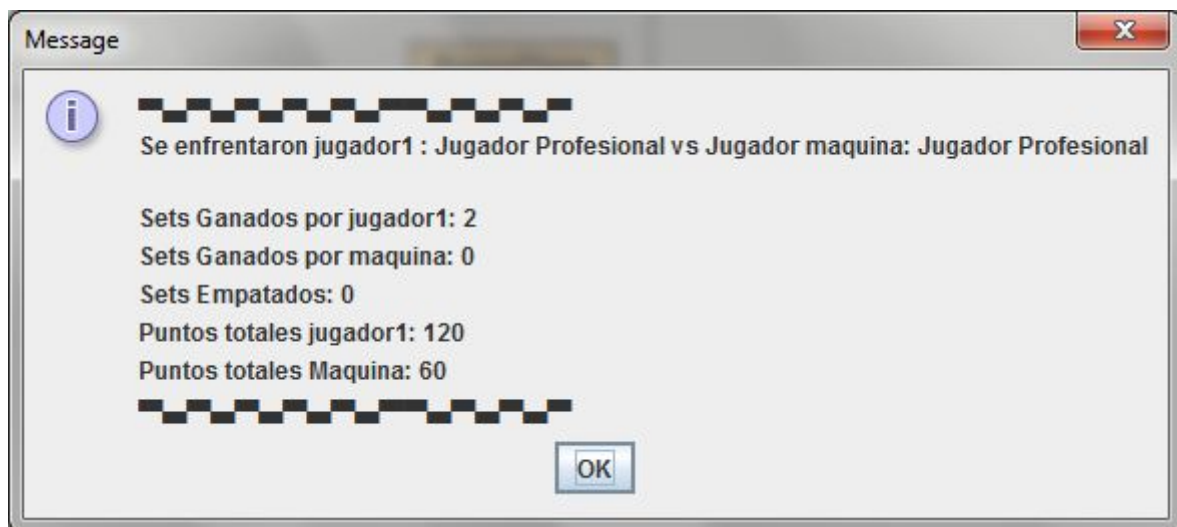 Message
Se enfrentaron jugador1 : Jugador Profesional vs Jugador maquina: Jugador Profesional
Sets Ganados por jugador1: 2
Sets Ganados por maquina: 0
Sets Empatados: 0
Puntos totales jugador1: 120
Puntos totales Maquina: 60
OK